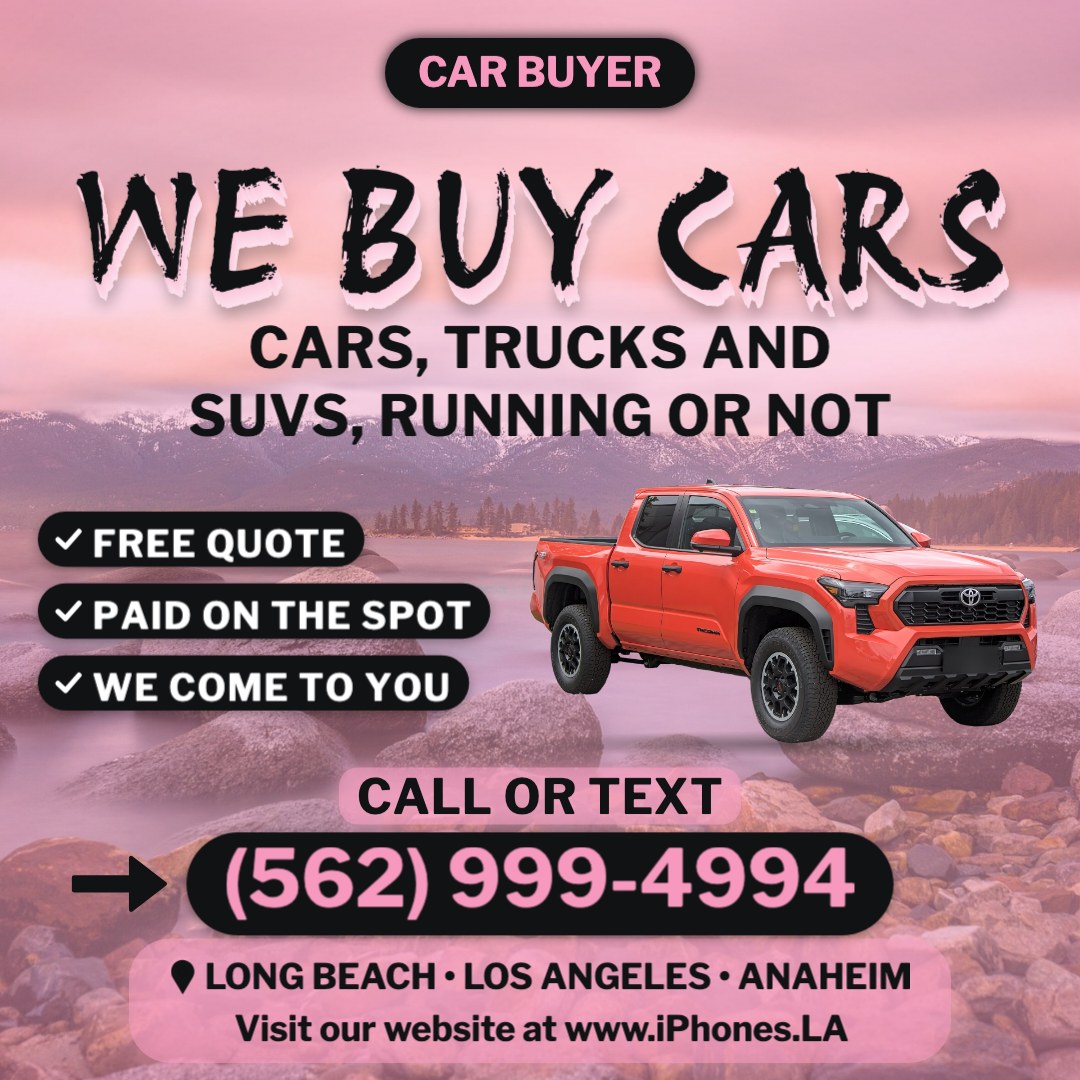 CAR BUYER
WE BUY CARS
CARS, TRUCKS AND
SUVS, RUNNING OR NOT
FREE QUOTE
PAID ON THE SPOT
WE COME TO YOU
CALL OR TEXT
(562) 999-4994
LONG BEACH • LOS ANGELES • ANAHEIM
Visit our website at www.iPhones.LA